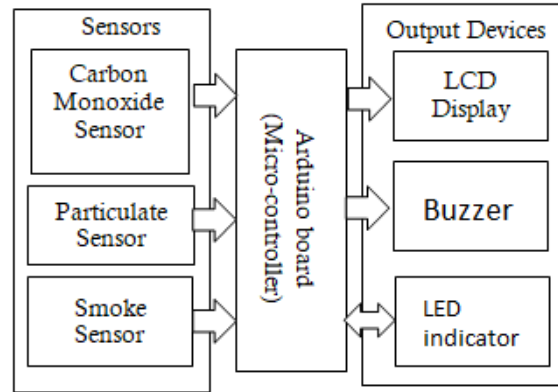 Sensors
Carbon
Monoxide
Sensor
Particulate
Sensor
Smoke
Sensor
Arduino board
(Micro-controller)
Output Devices
LCD
Display
Buzzer
LED
indicator